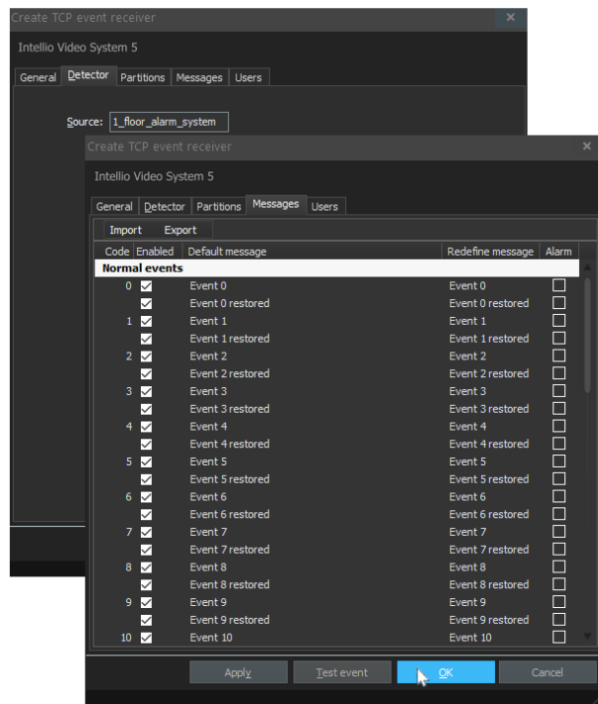 Create TCP event receiver
Intellio Video System 5
General Detector Partitions Messages Users
Source: 1_floor_alarm_system
Create TCP event receiver
Intellio Video System 5
General Detector Partitions Messages Users
Import Export
Code Enabled Default message Redefine message Alarm
Normal events
0 Event 0 Event 0
Event 0 restored Event 0 restored
1 Event 1 Event 1
Event 1 restored Event 1 restored
2 Event 2 Event 2
Event 2 restored Event 2 restored
3 Event 3 Event 3
Event 3 restored Event 3 restored
4 Event 4 Event 4
Event 4 restored Event 4 restored
5 Event 5 Event 5
Event 5 restored Event 5 restored
6 Event 6 Event 6
Event 6 restored Event 6 restored
7 Event 7 Event 7
Event 7 restored Event 7 restored
8 Event 8 Event 8
Event 8 restored Event 8 restored
9 Event 9 Event 9
Event 9 restored Event 9 restored
10 Event 10 Event 10
Apply Test event OK Cancel